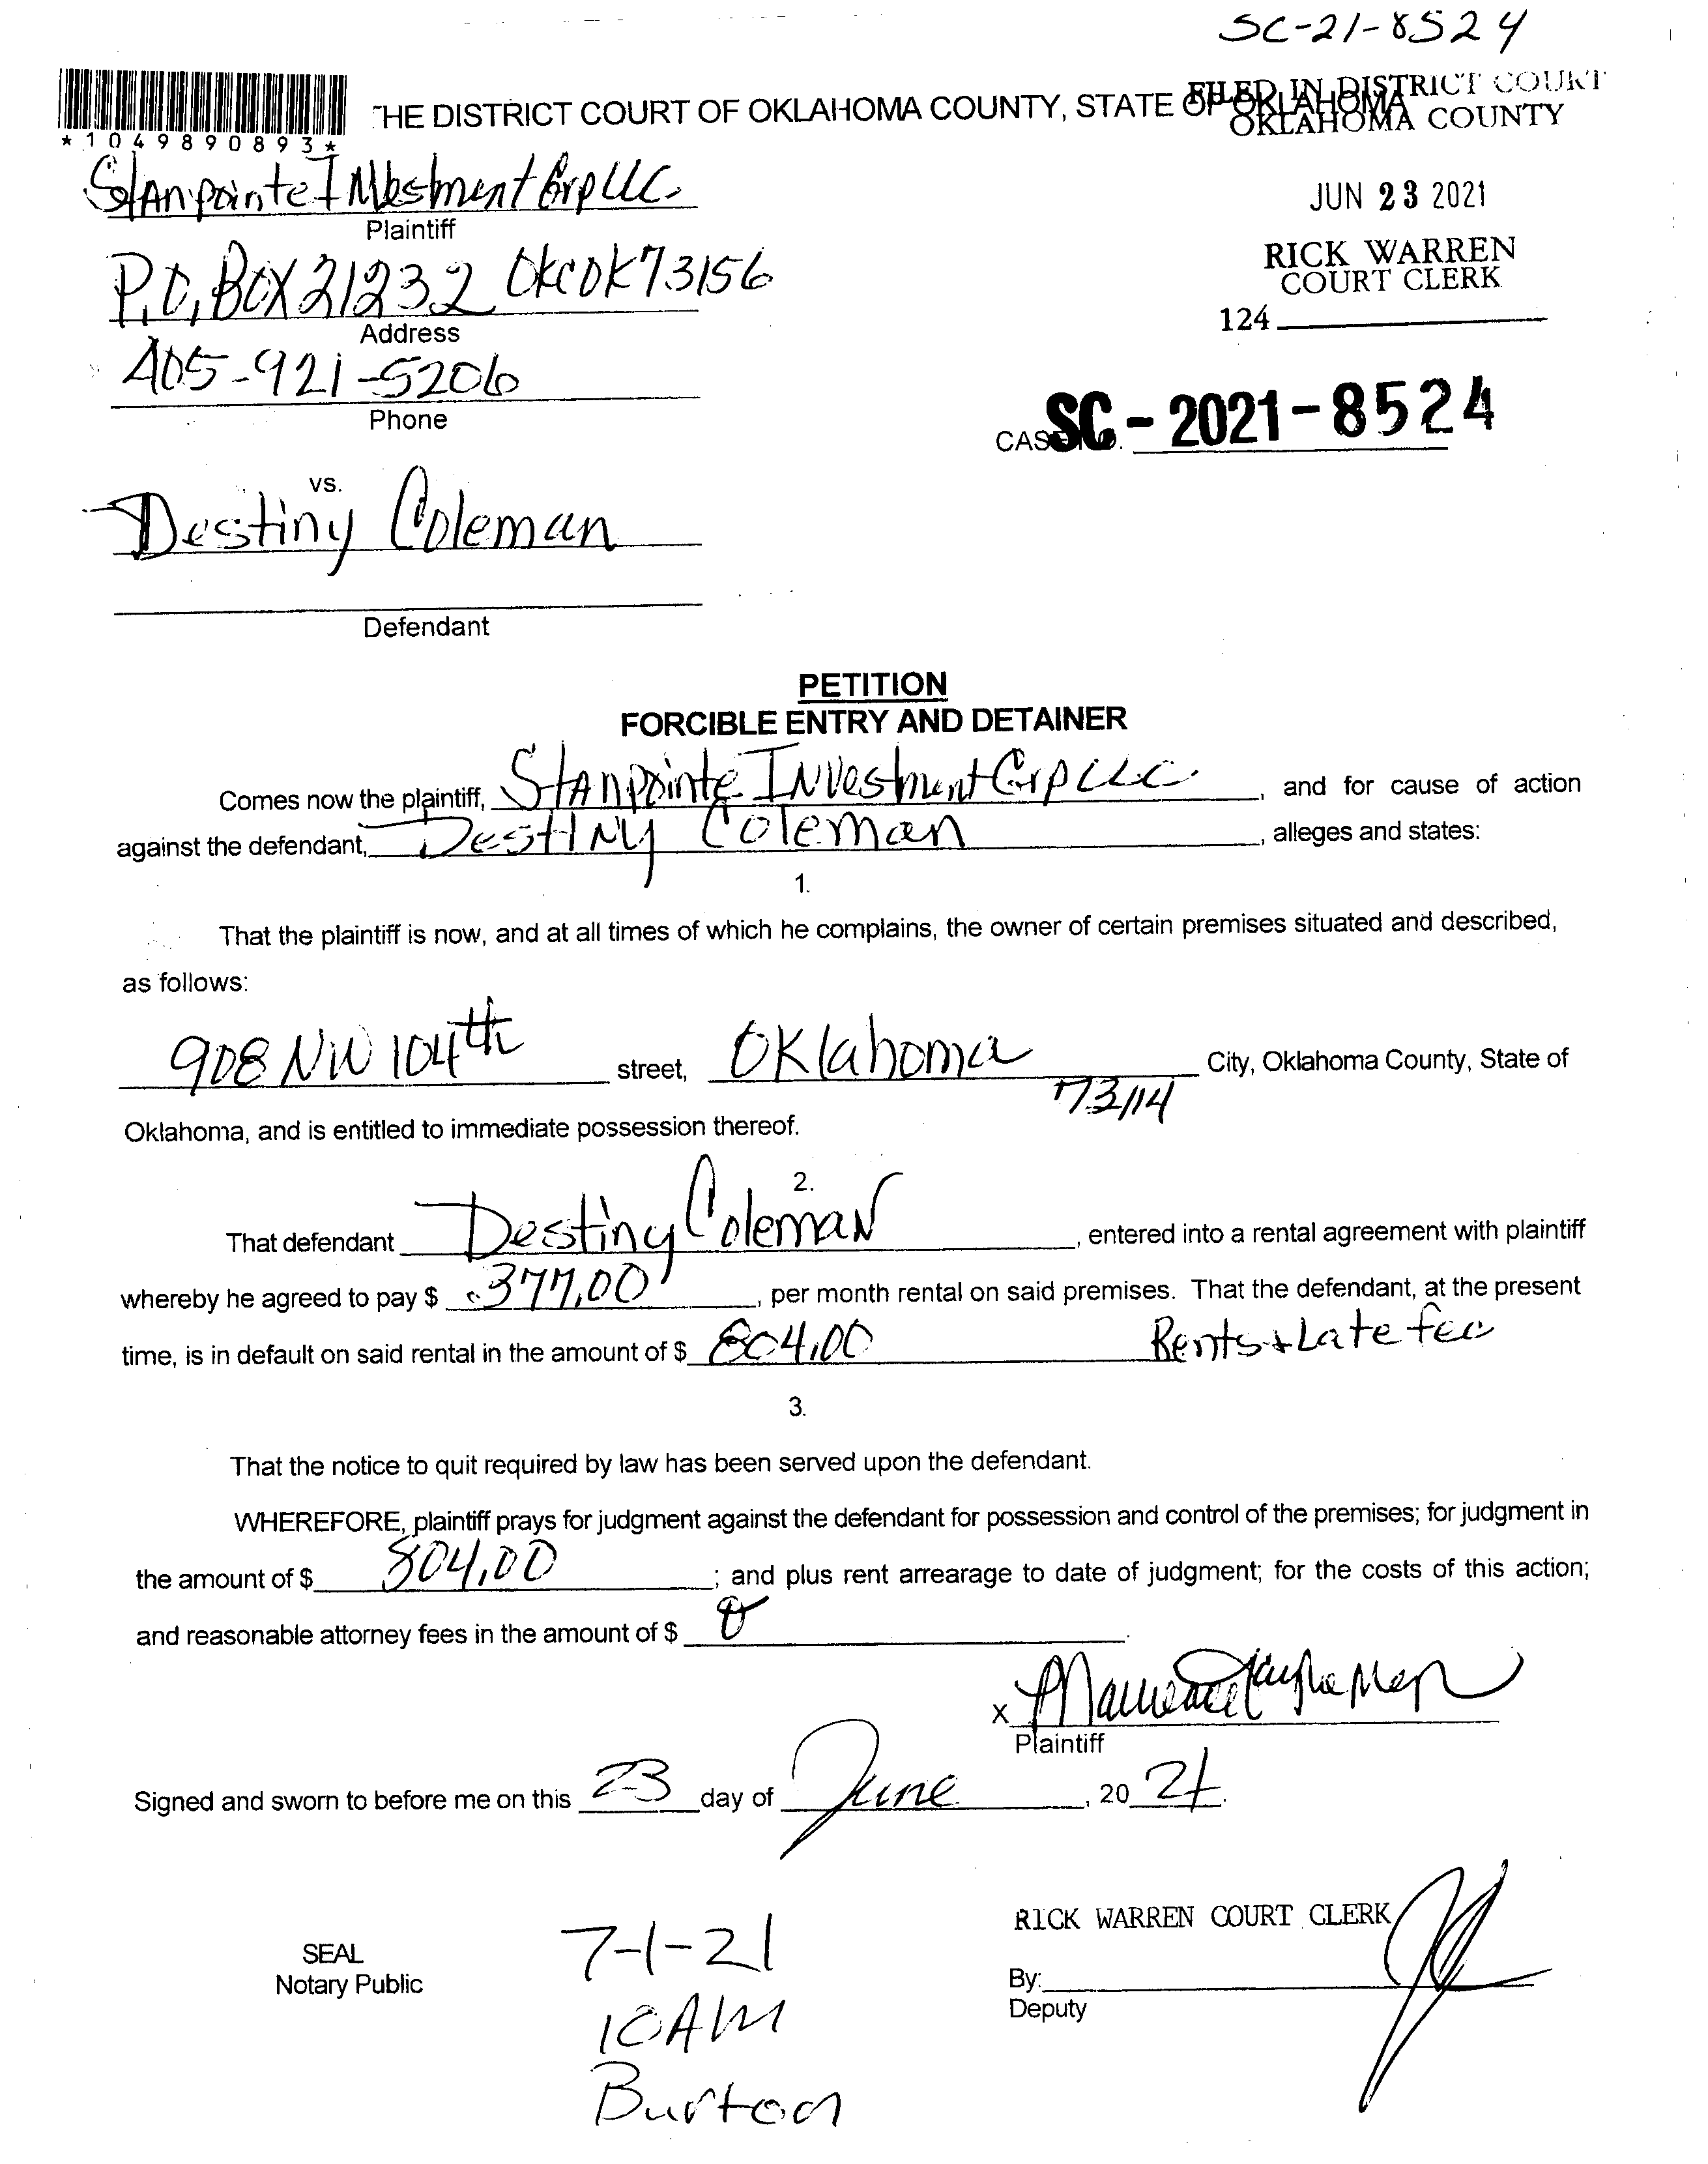 SC-21-8524
THE DISTRICT COURT OF OKLAHOMA COUNTY, STATE OF OKLAHOMA
FILED IN DISTRICT COURT
OKLAHOMA COUNTY
*1049890893*
Stanpointe Investment Corp LLC
Plaintiff
JUN 23 2021
P.O. BOX 21232 OKC OK 73156
Address
RICK WARREN
COURT CLERK
124
405-921-5206
Phone
CASE NO. SC-2021-8524
vs.
Destiny Coleman
Defendant
PETITION
FORCIBLE ENTRY AND DETAINER
Comes now the plaintiff, Stanpointe Investment Corp LLC, and for cause of action
against the defendant, Destiny Coleman, alleges and states:
1.
That the plaintiff is now, and at all times of which he complains, the owner of certain premises situated and described,
as follows:
908 NW 104th street, Oklahoma City, Oklahoma County, State of
73114
Oklahoma, and is entitled to immediate possession thereof.
2.
That defendant Destiny Coleman, entered into a rental agreement with plaintiff
whereby he agreed to pay $ 377.00, per month rental on said premises. That the defendant, at the present
time, is in default on said rental in the amount of $ 804.00 Rents + Late fee
3.
That the notice to quit required by law has been served upon the defendant.
WHEREFORE, plaintiff prays for judgment against the defendant for possession and control of the premises; for judgment in
the amount of $ 804.00; and plus rent arrearage to date of judgment; for the costs of this action;
and reasonable attorney fees in the amount of $ 0.
x
Plaintiff
Signed and sworn to before me on this 23 day of June, 20 21.
RICK WARREN COURT CLERK
SEAL
Notary Public
7-1-21
By:
Deputy
10AM
Burton